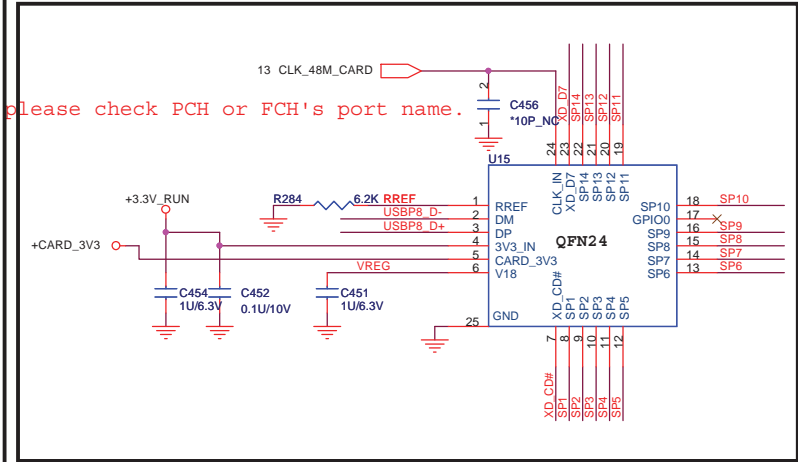 13 CLK_48M_CARD
please check PCH or FCH's port name.
2
C456
1
*10P_NC
XD_D7
SP14
SP13
SP12
SP11
24
23
22
21
20
19
U15
CLK_IN
XD_D7
SP14
SP13
SP12
SP11
R284
6.2K
RREF
1
RREF
USBP8_D-
2
DM
USBP8_D+
3
DP
+3.3V_RUN
4
3V3_IN
+CARD_3V3
5
CARD_3V3
VREG
6
V18
QFN24
SP10
18
SP10
GPIO0
17
SP9
16
SP9
SP8
15
SP8
SP7
14
SP7
SP6
13
SP6
C454
1U/6.3V
C452
0.1U/10V
C451
1U/6.3V
25
GND
XD_CD#
SP1
SP2
SP3
SP4
SP5
7
8
9
10
11
12
XD_CD#
SP1
SP2
SP3
SP4
SP5